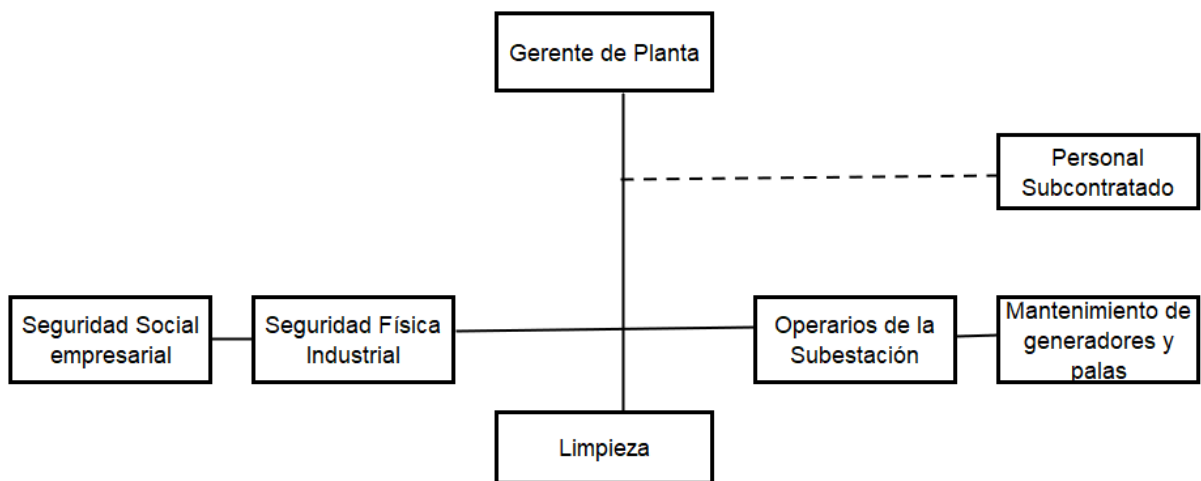 Gerente de Planta
Personal
Subcontratado
Seguridad Social
empresarial
Seguridad Física
Industrial
Operarios de la
Subestación
Mantenimiento de
generadores y
palas
Limpieza